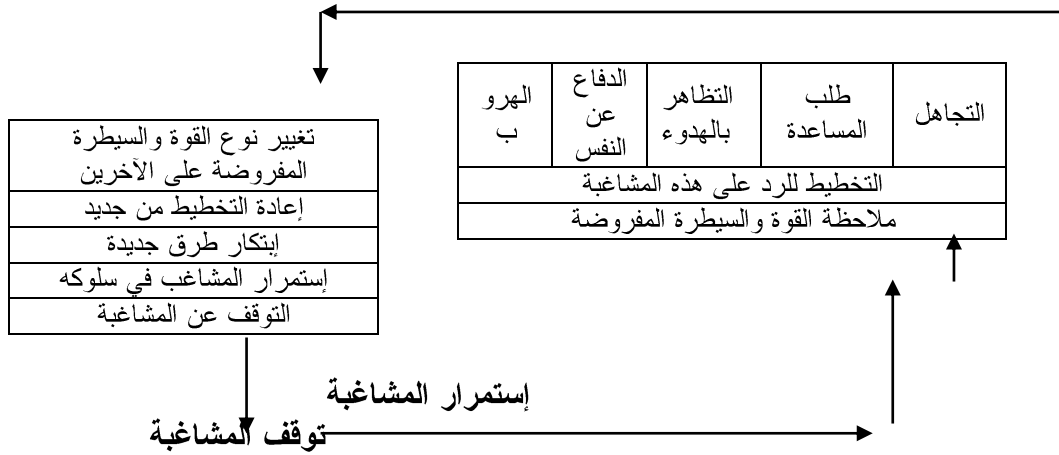 التجاهل
طلب
المساعدة
التظاهر
بالهدوء
الدفاع
عن
النفس
الهرو
ب
التخطيط للرد على هذه المشاغبة
ملاحظة القوة والسيطرة المفروضة
تغيير نوع القوة والسيطرة
المفروضة على الآخرين
إعادة التخطيط من جديد
إبتكار طرق جديدة
إستمرار المشاغب في سلوكه
التوقف عن المشاغبة
إستمرار المشاغبة
توقف المشاغبة